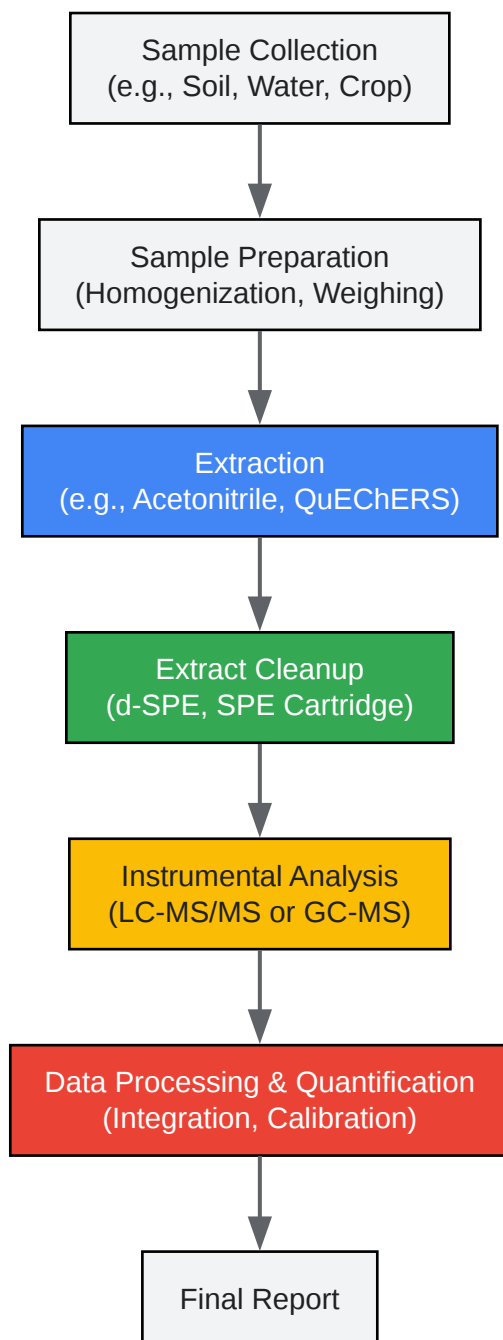 Sample Collection
(e.g., Soil, Water, Crop)
Sample Preparation
(Homogenization, Weighing)
Extraction
(e.g., Acetonitrile, QuEChERS)
Extract Cleanup
(d-SPE, SPE Cartridge)
Instrumental Analysis
(LC-MS/MS or GC-MS)
Data Processing & Quantification
(Integration, Calibration)
Final Report